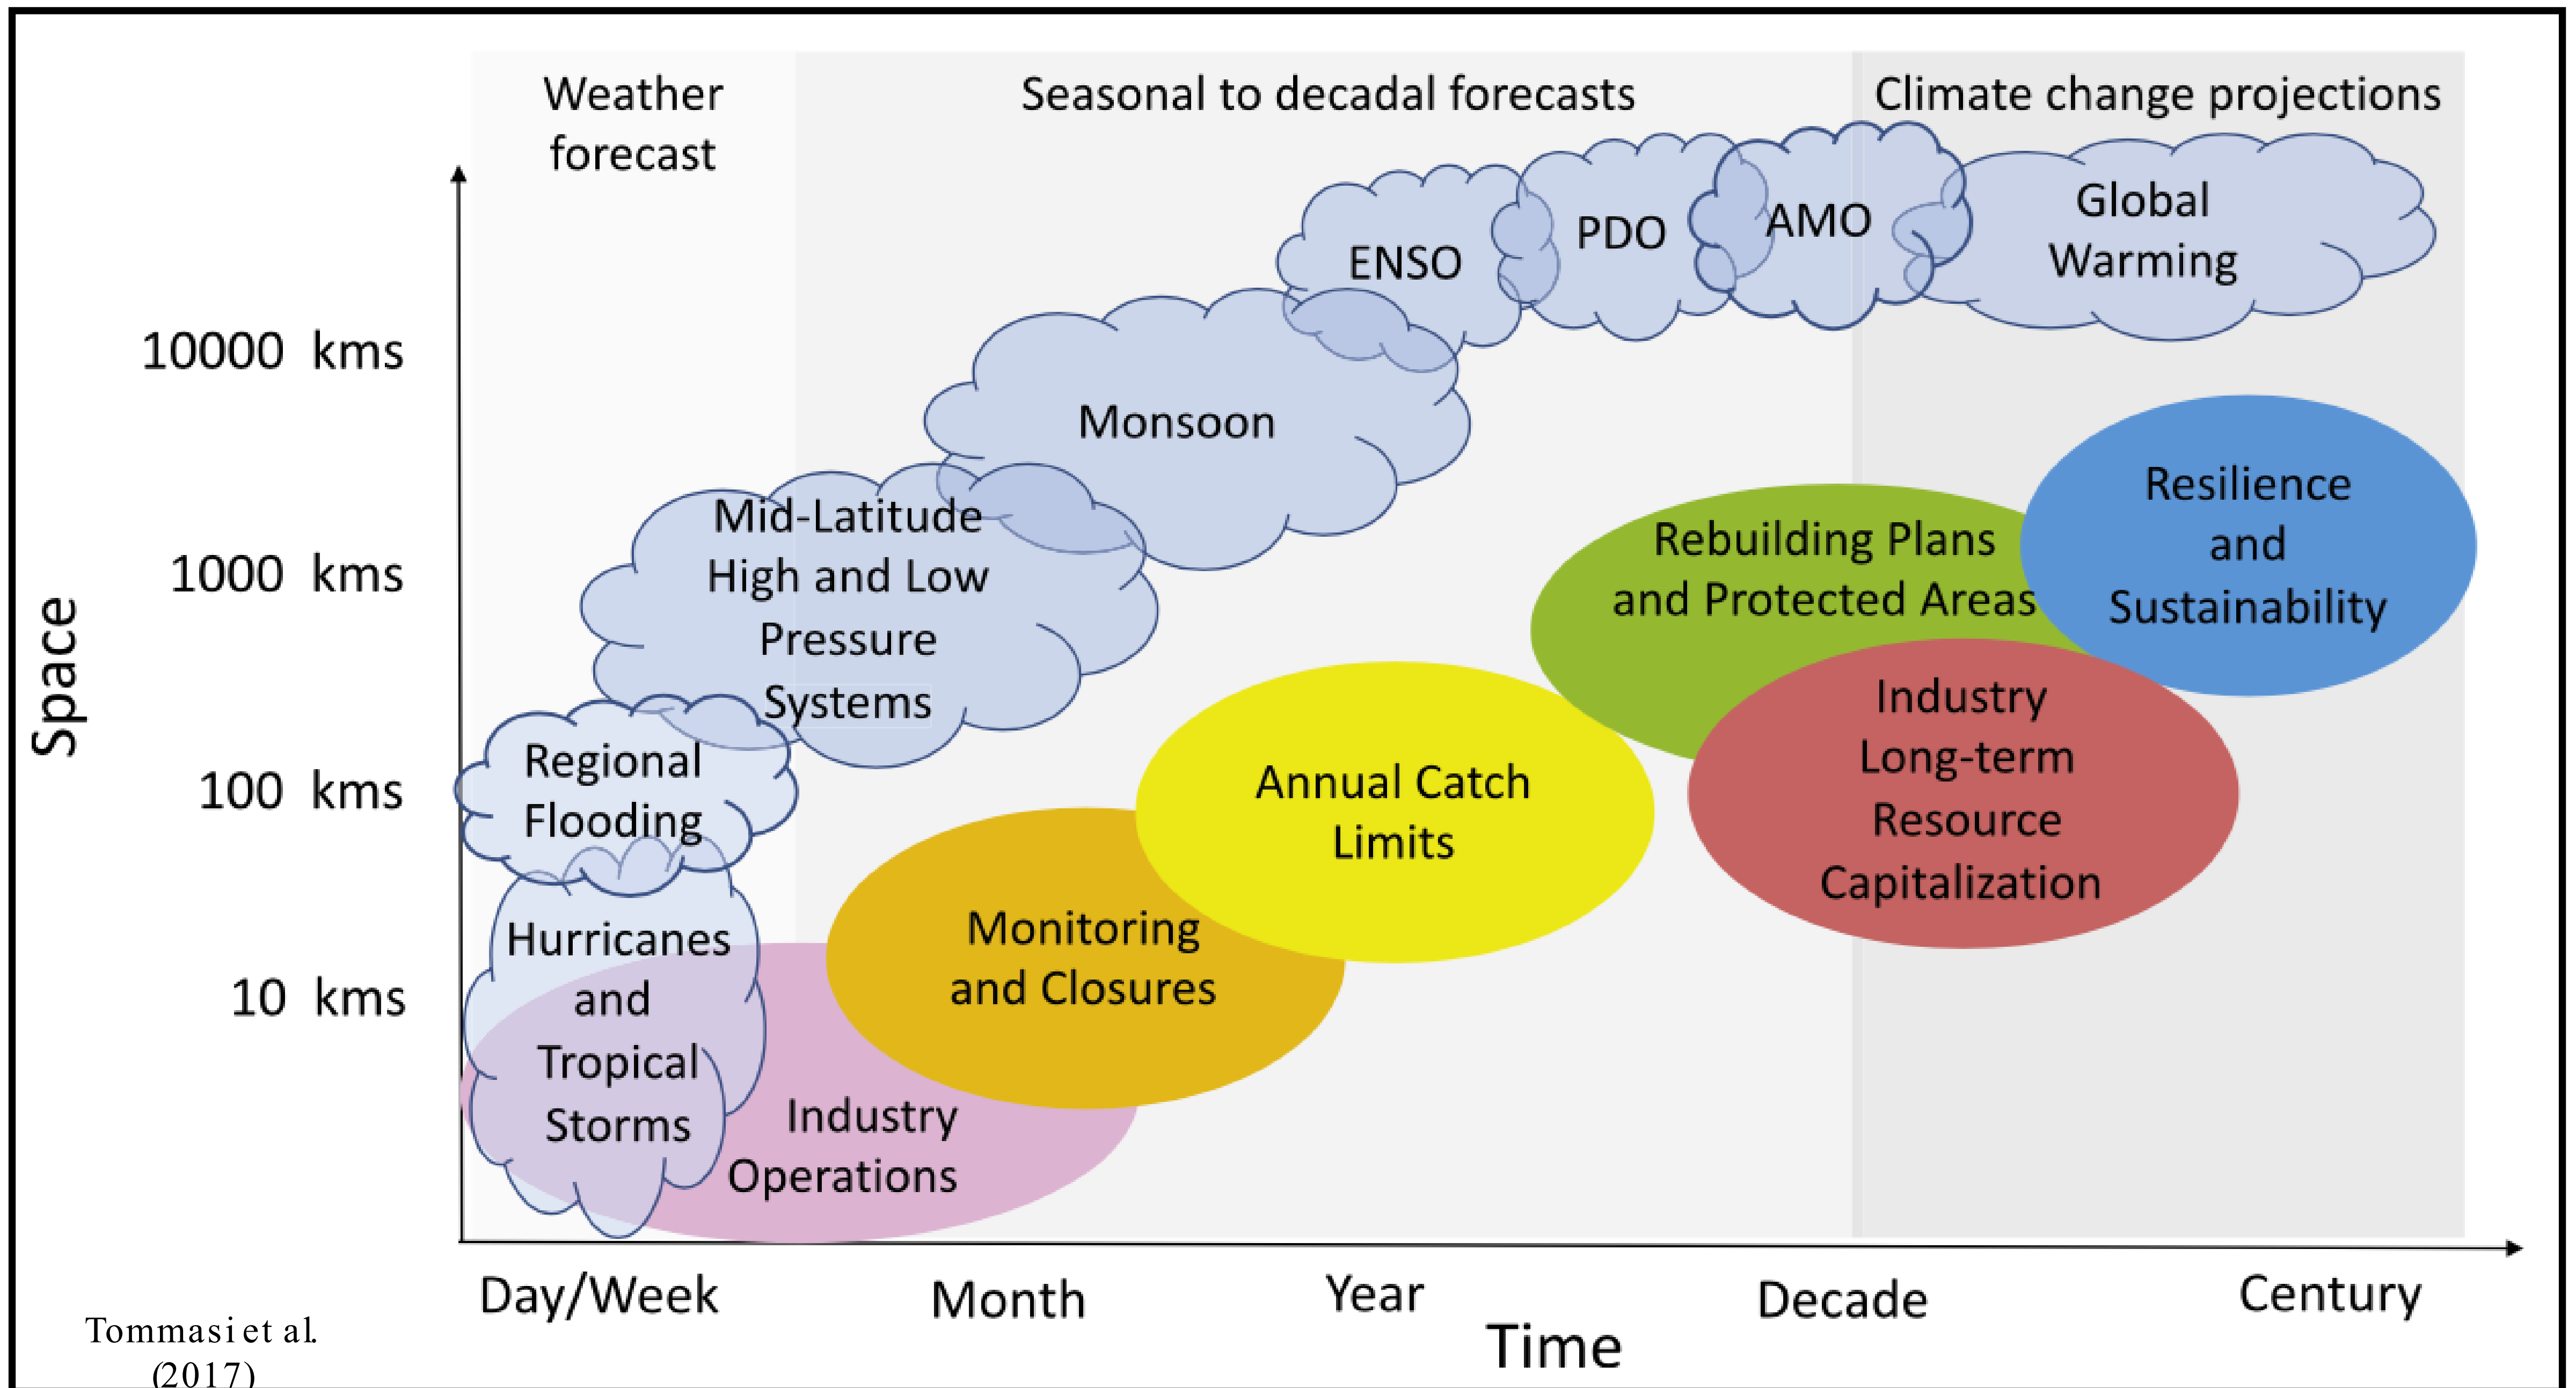 Weather
forecast
Seasonal to decadal forecasts
Climate change projections
Global
Warming
AMO
PDO
ENSO
10000 kms
Monsoon
Resilience
and
Sustainability
Mid-Latitude
High and Low
Pressure
Systems
Rebuilding Plans
and Protected Areas
1000 kms
Space
Industry
Long-term
Resource
Capitalization
Regional
Flooding
Annual Catch
Limits
100 kms
Hurricanes
and
Tropical
Storms
Monitoring
and Closures
10 kms
Industry
Operations
Day/Week
Month
Year
Decade
Century
Time
Tommasi et al.
(2017)